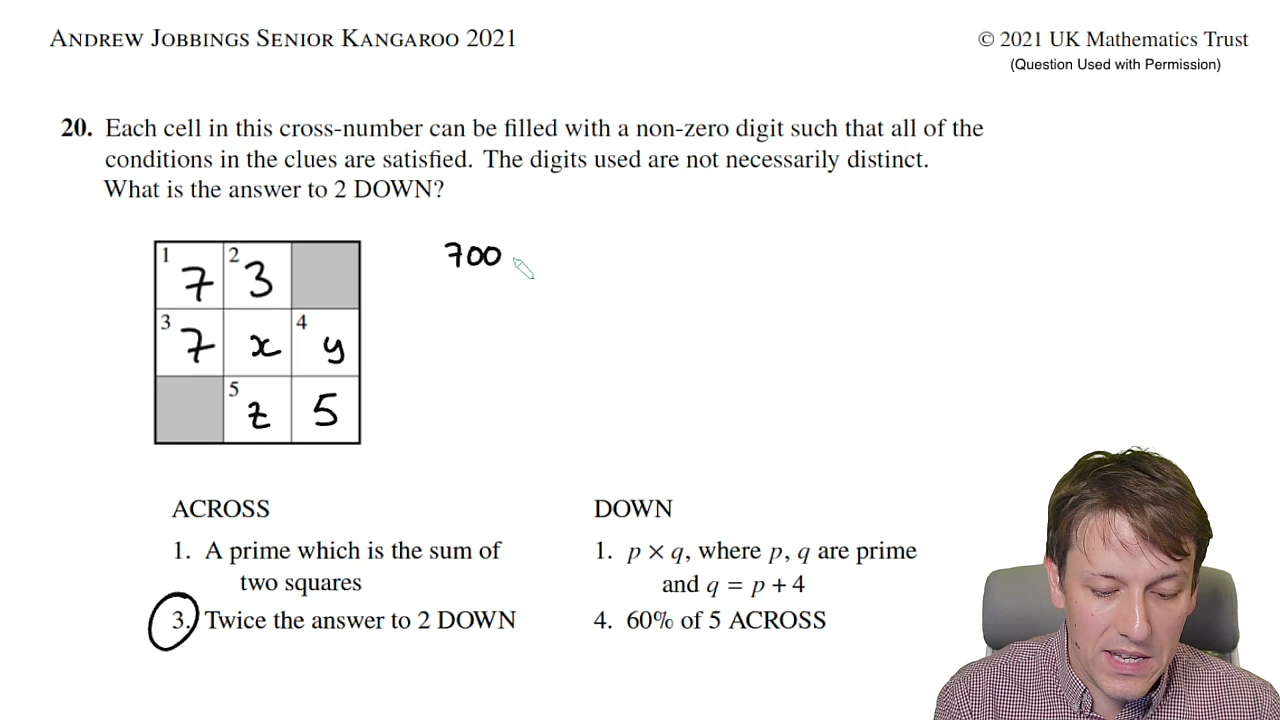 ANDREW JOBBINGS SENIOR KANGAROO 2021
© 2021 UK Mathematics Trust
(Question Used with Permission)
20. Each cell in this cross-number can be filled with a non-zero digit such that all of the
conditions in the clues are satisfied. The digits used are not necessarily distinct.
What is the answer to 2 DOWN?
1 7 2 3
700
3 7 x 4 y
5 z 5
ACROSS
1. A prime which is the sum of
two squares
3. Twice the answer to 2 DOWN
DOWN
1. p × q, where p, q are prime
and q = p + 4
4. 60% of 5 ACROSS